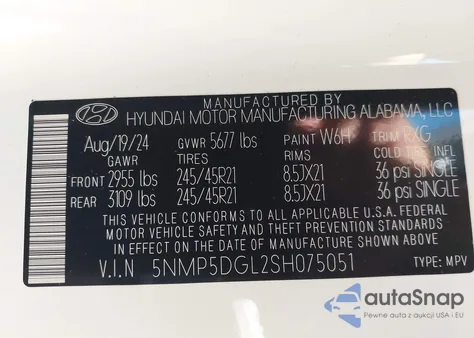 MANUFACTURED BY
HYUNDAI MOTOR MANUFACTURING ALABAMA, LLC
Aug/19/24 GVWR 5677 lbs PAINT W6H TRIM
GAWR TIRES RIMS COLD TIRE INFL
FRONT 2955 lbs 245/45R21 8.5JX21 36 psi SINGLE
REAR 3109 lbs 245/45R21 8.5JX21 36 psi SINGLE
THIS VEHICLE CONFORMS TO ALL APPLICABLE U.S.A. FEDERAL
MOTOR VEHICLE SAFETY AND THEFT PREVENTION STANDARDS
IN EFFECT ON THE DATE OF MANUFACTURE SHOWN ABOVE.
V.I.N 5NMP5DGL2SH075051 TYPE: MPV
autoSnap
Pewne auta z USA i EU